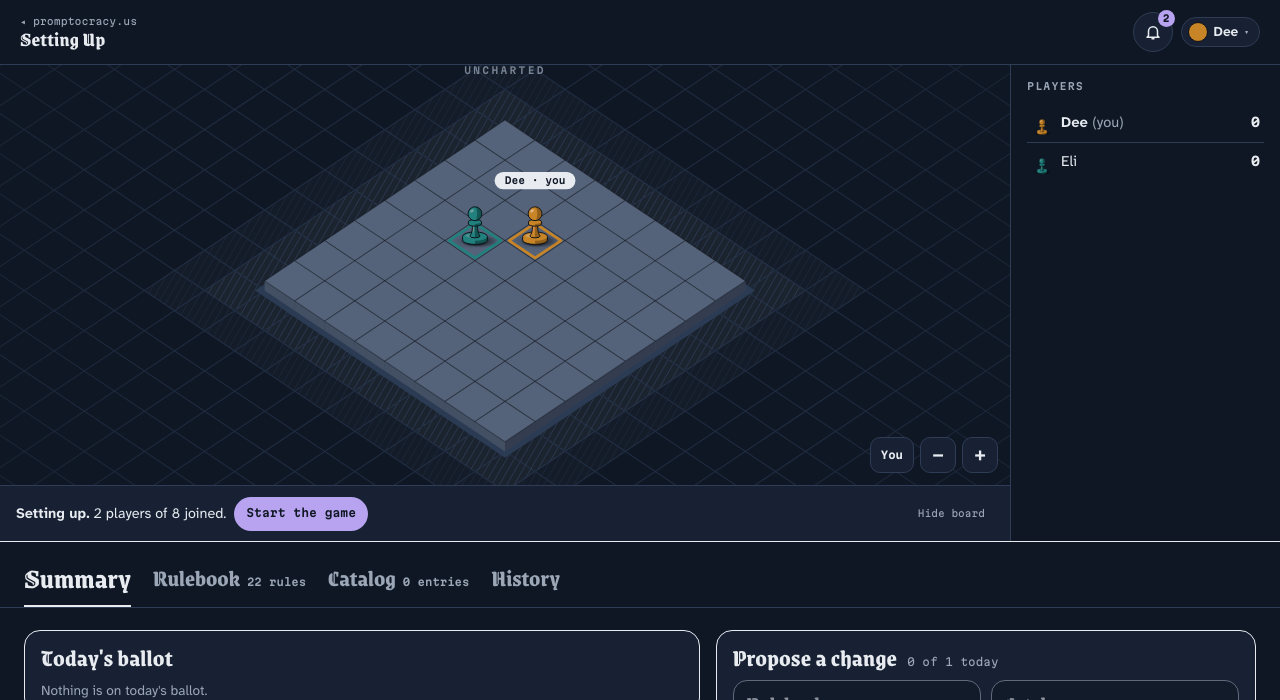 ◂ promptocracy.us
Setting Up
2
Dee
UNCHARTED
Dee · you
You
−
+
PLAYERS
Dee (you) 0
Eli 0
Setting up. 2 players of 8 joined. Start the game
Hide board
Summary Rulebook 22 rules Catalog 0 entries History
Today's ballot
Nothing is on today's ballot.
Propose a change 0 of 1 today